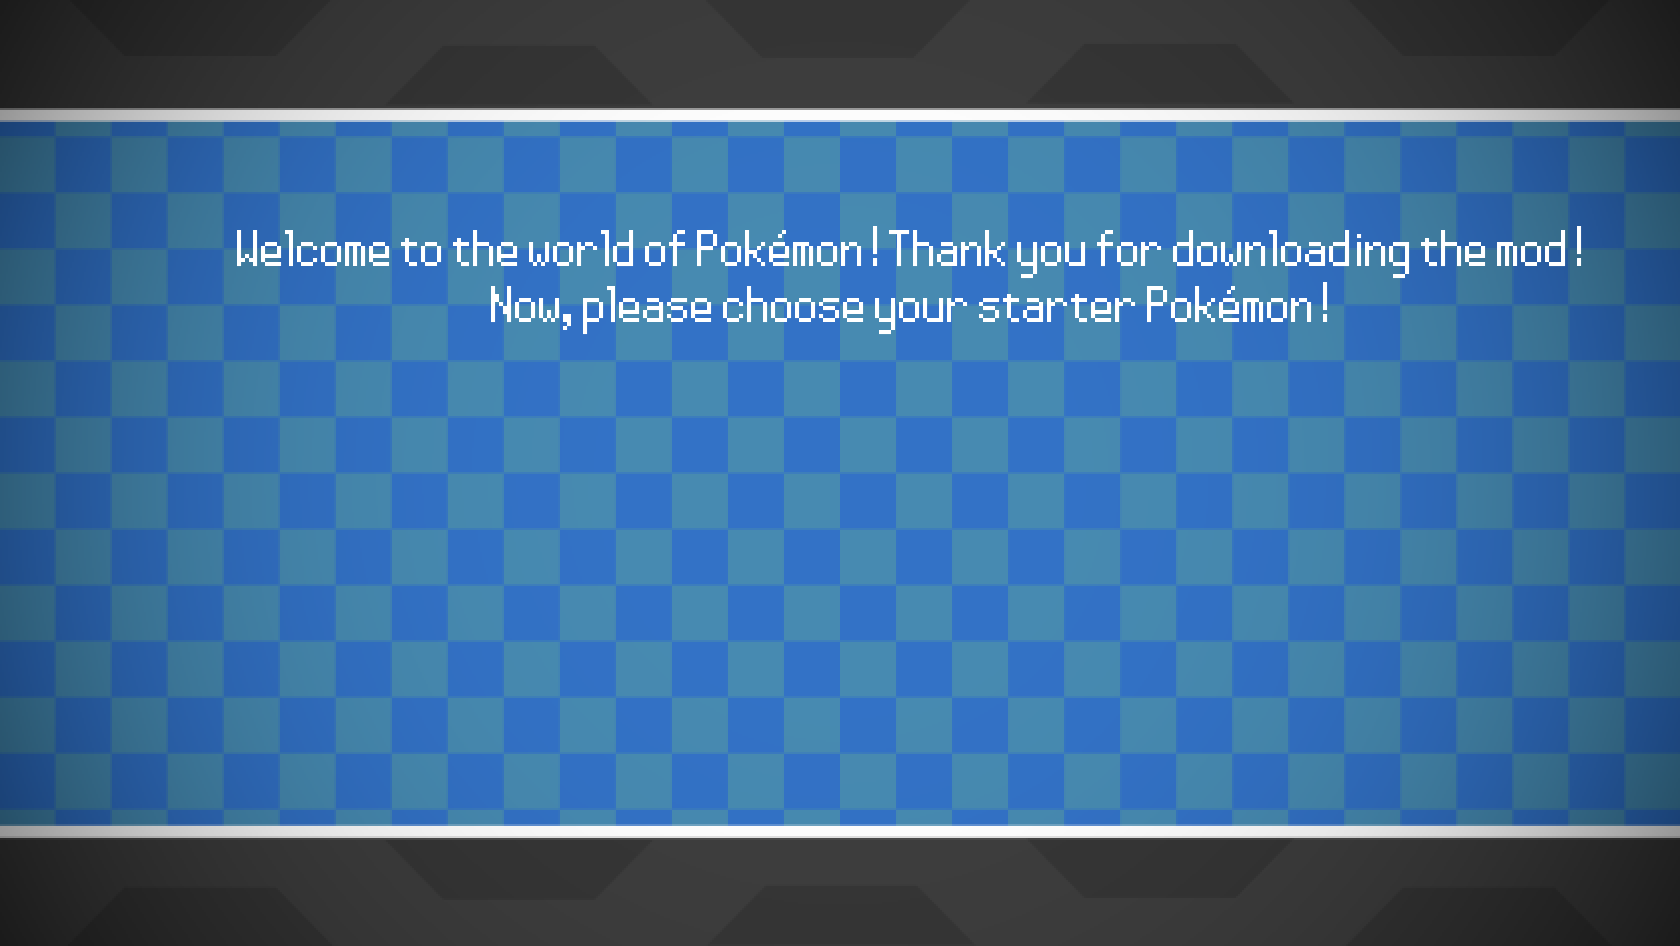 Welcome to the world of Pokémon! Thank you for downloading the mod!
Now, please choose your starter Pokémon!